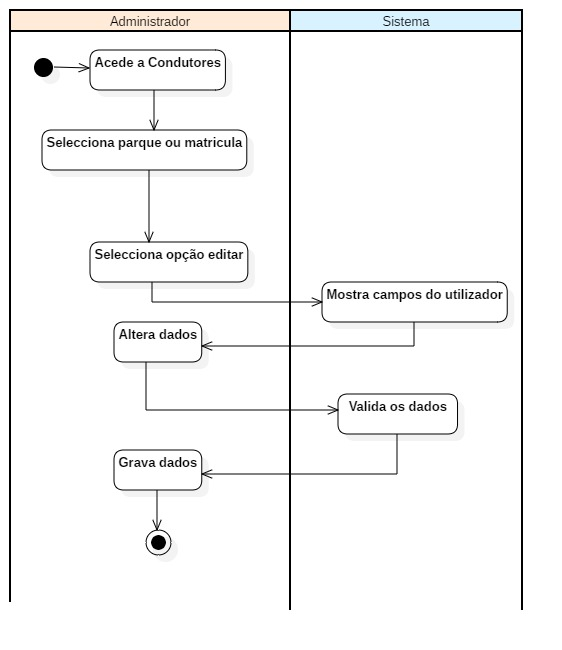 Administrador
Sistema
Acede a Condutores
Selecciona parque ou matricula
Selecciona opção editar
Mostra campos do utilizador
Altera dados
Valida os dados
Grava dados